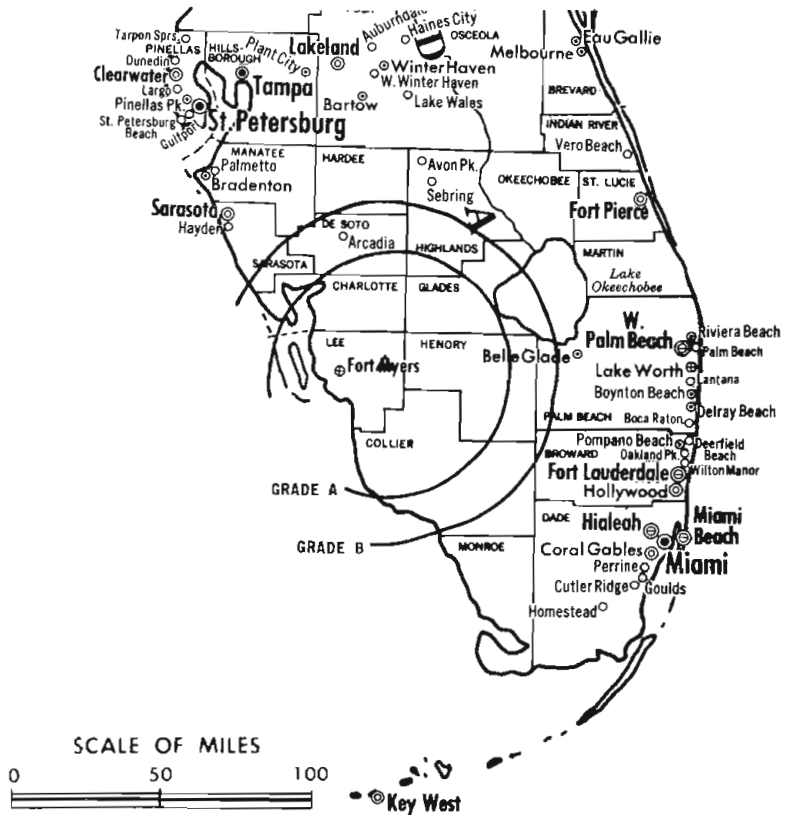 Tarpon Sprs.
PINELLAS
Dunedin
Clearwater
Largo
Pinellas Pk.
St. Petersburg
Beach
Gulfport
St. Petersburg
HILLS-
BOROUGH
Tampa
Plant City
Lakeland
Auburndale
Haines City
OSCEOLA
D
Winter Haven
W. Winter Haven
Bartow
Lake Wales
Eau Gallie
Melbourne
BREVARD
INDIAN RIVER
Vero Beach
MANATEE
Palmetto
Bradenton
HARDEE
Avon Pk.
Sebring
OKEECHOBEE
ST. LUCIE
Fort Pierce
Sarasota
Hayden
SARASOTA
DE SOTO
Arcadia
HIGHLANDS
A
MARTIN
Lake
Okeechobee
CHARLOTTE
GLADES
LEE
Fort Myers
HENORY
Belle Glade
W.
Palm Beach
Riviera Beach
Palm Beach
Lake Worth
Lantana
Boynton Beach
Delray Beach
PALM BEACH
Boca Raton
COLLIER
BROWARD
Pompano Beach
Deerfield
Beach
Oakland Pk.
Wilton Manor
Fort Lauderdale
Hollywood
GRADE A
GRADE B
MONROE
DADE
Hialeah
Miami
Beach
Coral Gables
Miami
Perrine
Cutler Ridge
Goulds
Homestead
SCALE OF MILES
0 50 100
Key West